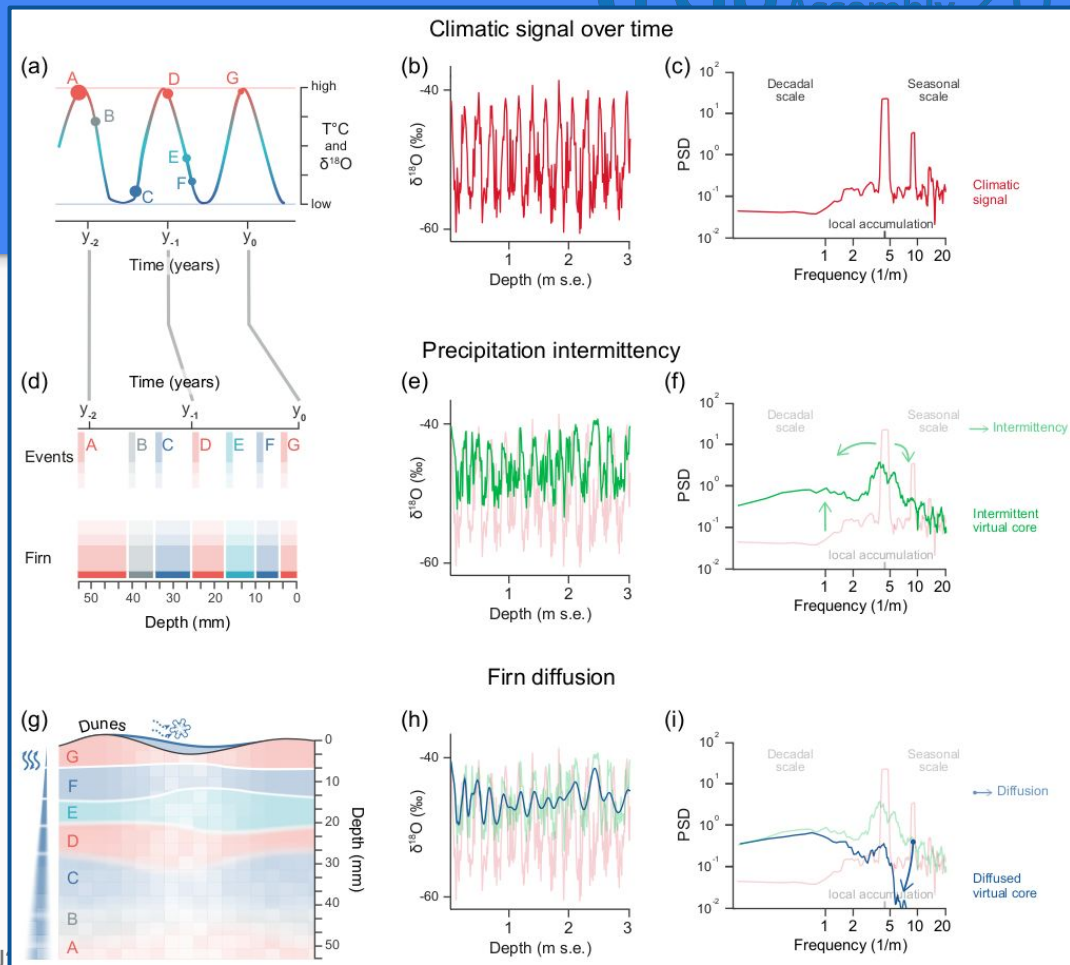 Assembly
Climatic signal over time
(a)
A
D
G
B
E
F
C
high
T°C
and
δ¹⁸O
low
y-2
y-1
y0
Time (years)
(b)
-40
-60
δ¹⁸O (‰)
1
2
3
Depth (m s.e.)
(c)
10²
10¹
10⁰
10⁻¹
10⁻²
PSD
Decadal
scale
Seasonal
scale
local accumulation
1
2
5
10
20
Frequency (1/m)
Climatic
signal
Precipitation intermittency
(d)
Time (years)
y-2
y-1
y0
Events
A
B
C
D
E
F
G
Firn
50
40
30
20
10
0
Depth (mm)
(e)
-40
-60
δ¹⁸O (‰)
1
2
3
Depth (m s.e.)
(f)
10²
10¹
10⁰
10⁻¹
10⁻²
PSD
Decadal
scale
Seasonal
scale
local accumulation
1
2
5
10
20
Frequency (1/m)
Intermittency
Intermittent
virtual core
Firn diffusion
(g)
Dunes
G
F
E
D
C
B
A
0
10
20
30
40
50
Depth (mm)
(h)
-40
-60
δ¹⁸O (‰)
1
2
3
Depth (m s.e.)
(i)
10²
10¹
10⁰
10⁻¹
10⁻²
PSD
Decadal
scale
Seasonal
scale
local accumulation
1
2
5
10
20
Frequency (1/m)
Diffusion
Diffused
virtual core